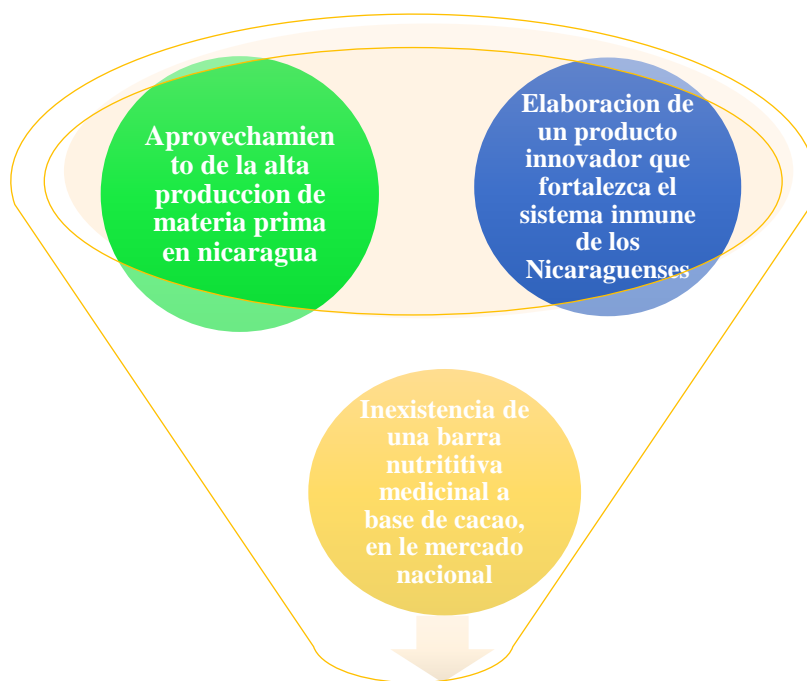 Aprovechamien
to de la alta
produccion de
materia prima
en nicaragua
Elaboracion de
un producto
innovador que
fortalezca el
sistema inmune
de los
Nicaraguenses
Inexistencia de
una barra
nutrititiva
medicinal a
base de cacao,
en le mercado
nacional